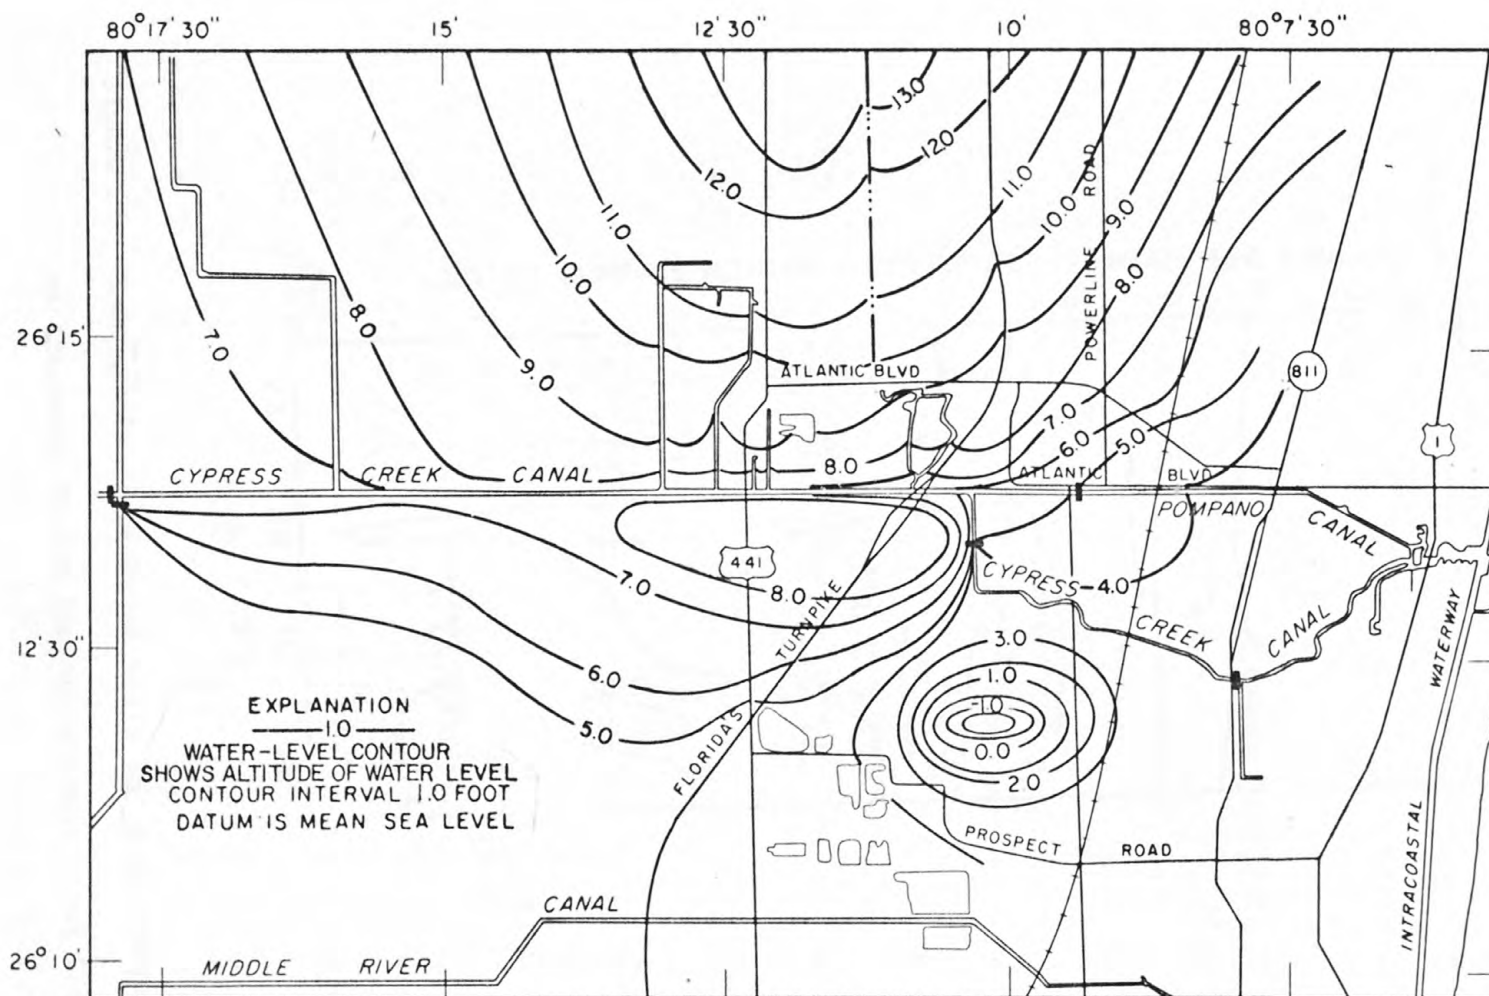 80°17'30"
15'
12'30"
10'
80°7'30"
13.0
12.0
12.0
11.0
11.0
10.0
10.0
9.0
9.0
8.0
8.0
7.0
POWERLINE ROAD
26°15'
ATLANTIC BLVD
811
1
7.0
6.0
5.0
8.0
CYPRESS CREEK CANAL
ATLANTIC BLVD
POMPANO CANAL
441
7.0
8.0
CYPRESS CREEK CANAL
4.0
FLORIDA'S TURNPIKE
12'30"
6.0
5.0
3.0
1.0
-1.0
0.0
2.0
WATERWAY
INTRACOASTAL
EXPLANATION
1.0
WATER-LEVEL CONTOUR
SHOWS ALTITUDE OF WATER LEVEL
CONTOUR INTERVAL 1.0 FOOT
DATUM IS MEAN SEA LEVEL
PROSPECT ROAD
CANAL
26°10'
MIDDLE RIVER